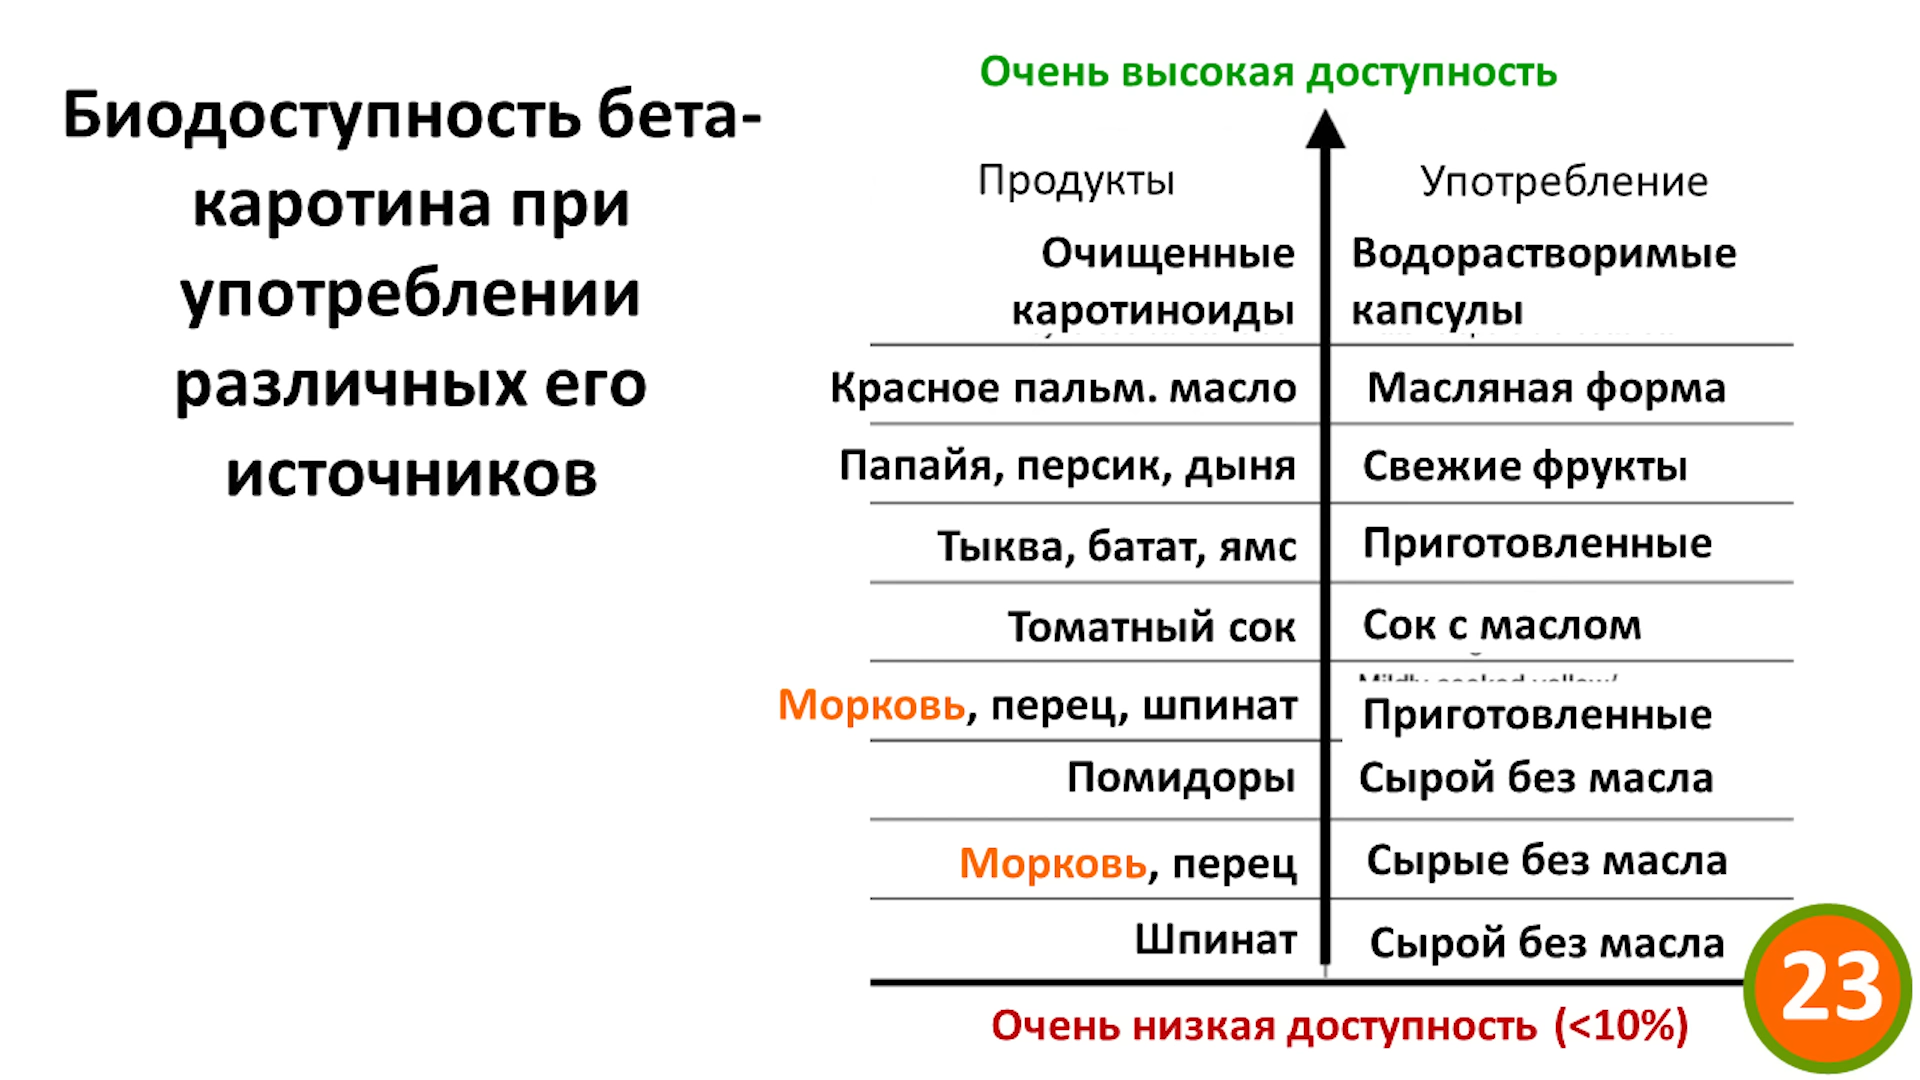 Биодоступность бета-
каротина при
употреблении
различных его
источников
Очень высокая доступность
Продукты Употребление
Очищенные Водорастворимые
каротиноиды капсулы
Красное пальм. масло Масляная форма
Папайя, персик, дыня Свежие фрукты
Тыква, батат, ямс Приготовленные
Томатный сок Сок с маслом
Морковь, перец, шпинат Приготовленные
Помидоры Сырой без масла
Морковь, перец Сырые без масла
Шпинат Сырой без масла
Очень низкая доступность (<10%)
23